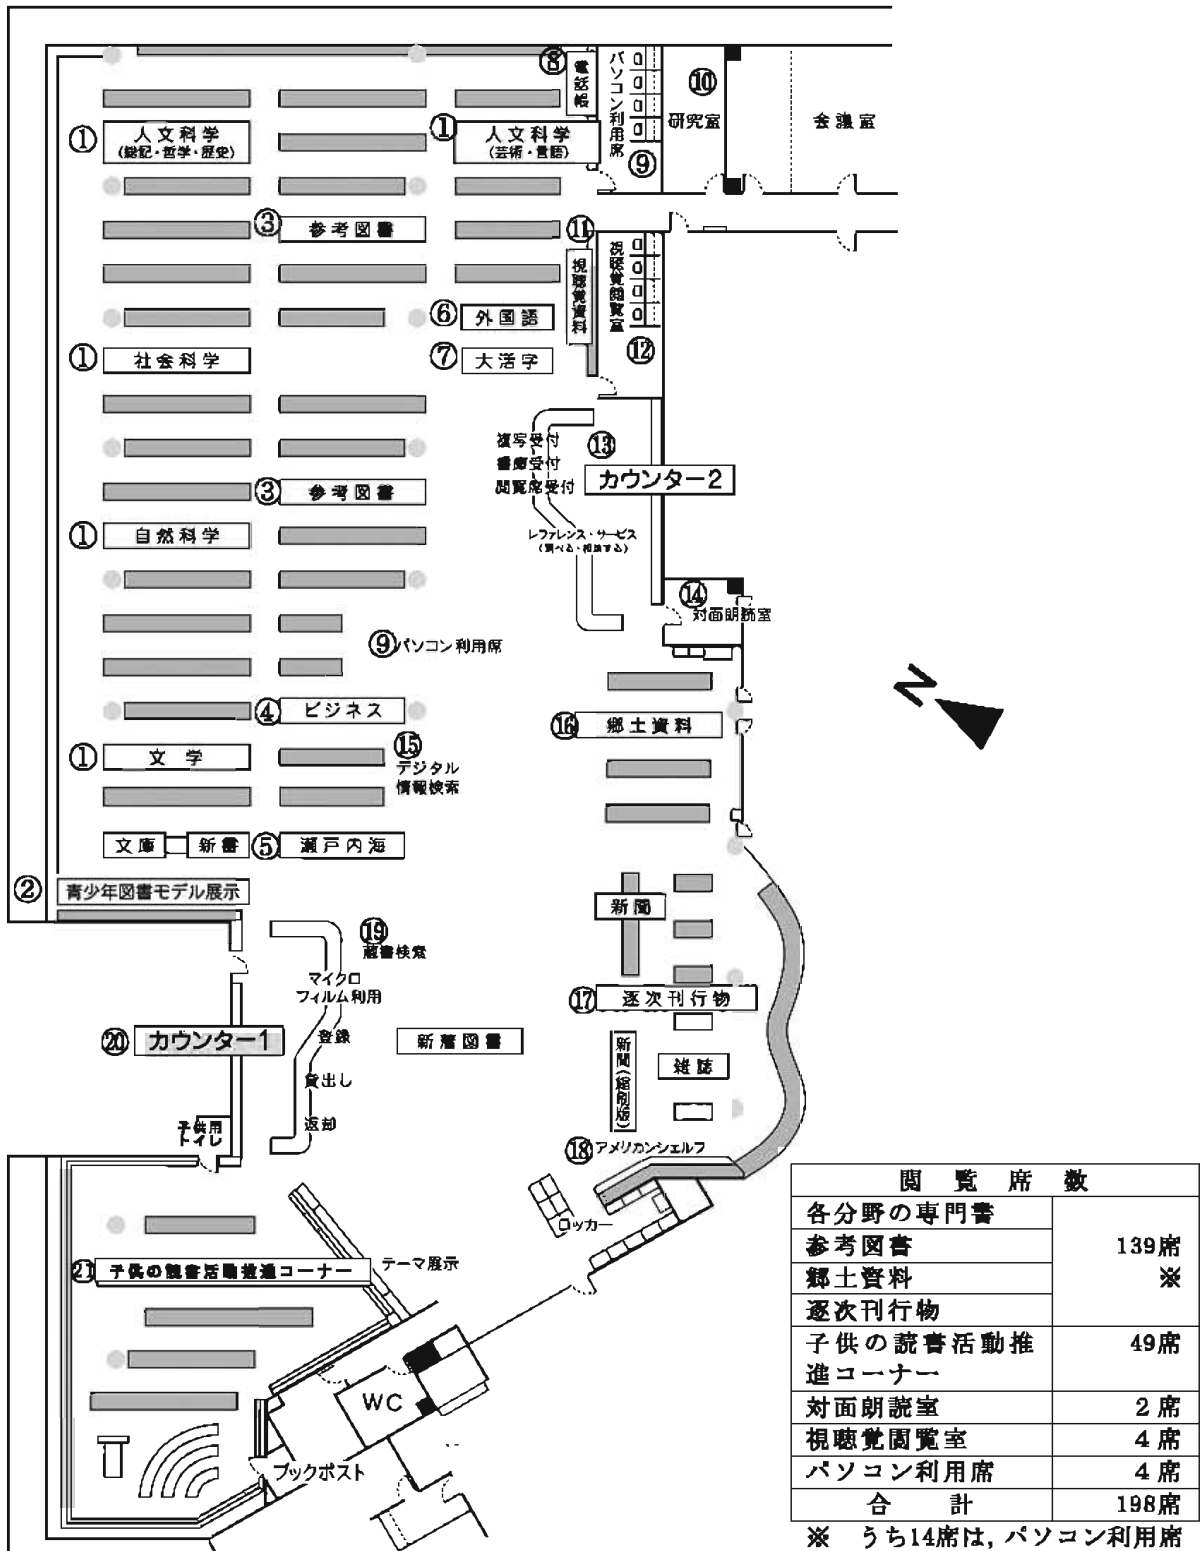 ⑧
電話帳
パソコン利用席
⑨
⑩
研究室
会議室
①
人文科学
(総記・哲学・歴史)
①
人文科学
(芸術・言語)
③
参考図書
⑪
視聴覚資料
視聴覚閲覧室
⑫
⑥
外国語
⑦
大活字
①
社会科学
複写受付
書庫受付
閲覧席受付
⑬
カウンター2
レファレンス・サービス
(調べる・相談する)
③
参考図書
①
自然科学
⑭
対面朗読室
⑨
パソコン利用席
N
④
ビジネス
⑯
郷土資料
①
文学
⑮
デジタル
情報検索
文庫
新書
⑤
瀬戸内海
②
青少年図書モデル展示
新聞
⑲
蔵書検索
マイクロ
フィルム利用
⑰
逐次刊行物
⑳
カウンター1
登録
新着図書
新聞(縮刷版)
雑誌
貸出し
返却
子供用
トイレ
⑱
アメリカンシェルフ
ロッカー
㉑
子供の読書活動推進コーナー
テーマ展示
WC
ブックポスト
閲覧席数
各分野の専門書
参考図書 139席
郷土資料 ※
逐次刊行物
子供の読書活動推 49席
進コーナー
対面朗読室 2席
視聴覚閲覧室 4席
パソコン利用席 4席
合計 198席
※ うち14席は,パソコン利用席